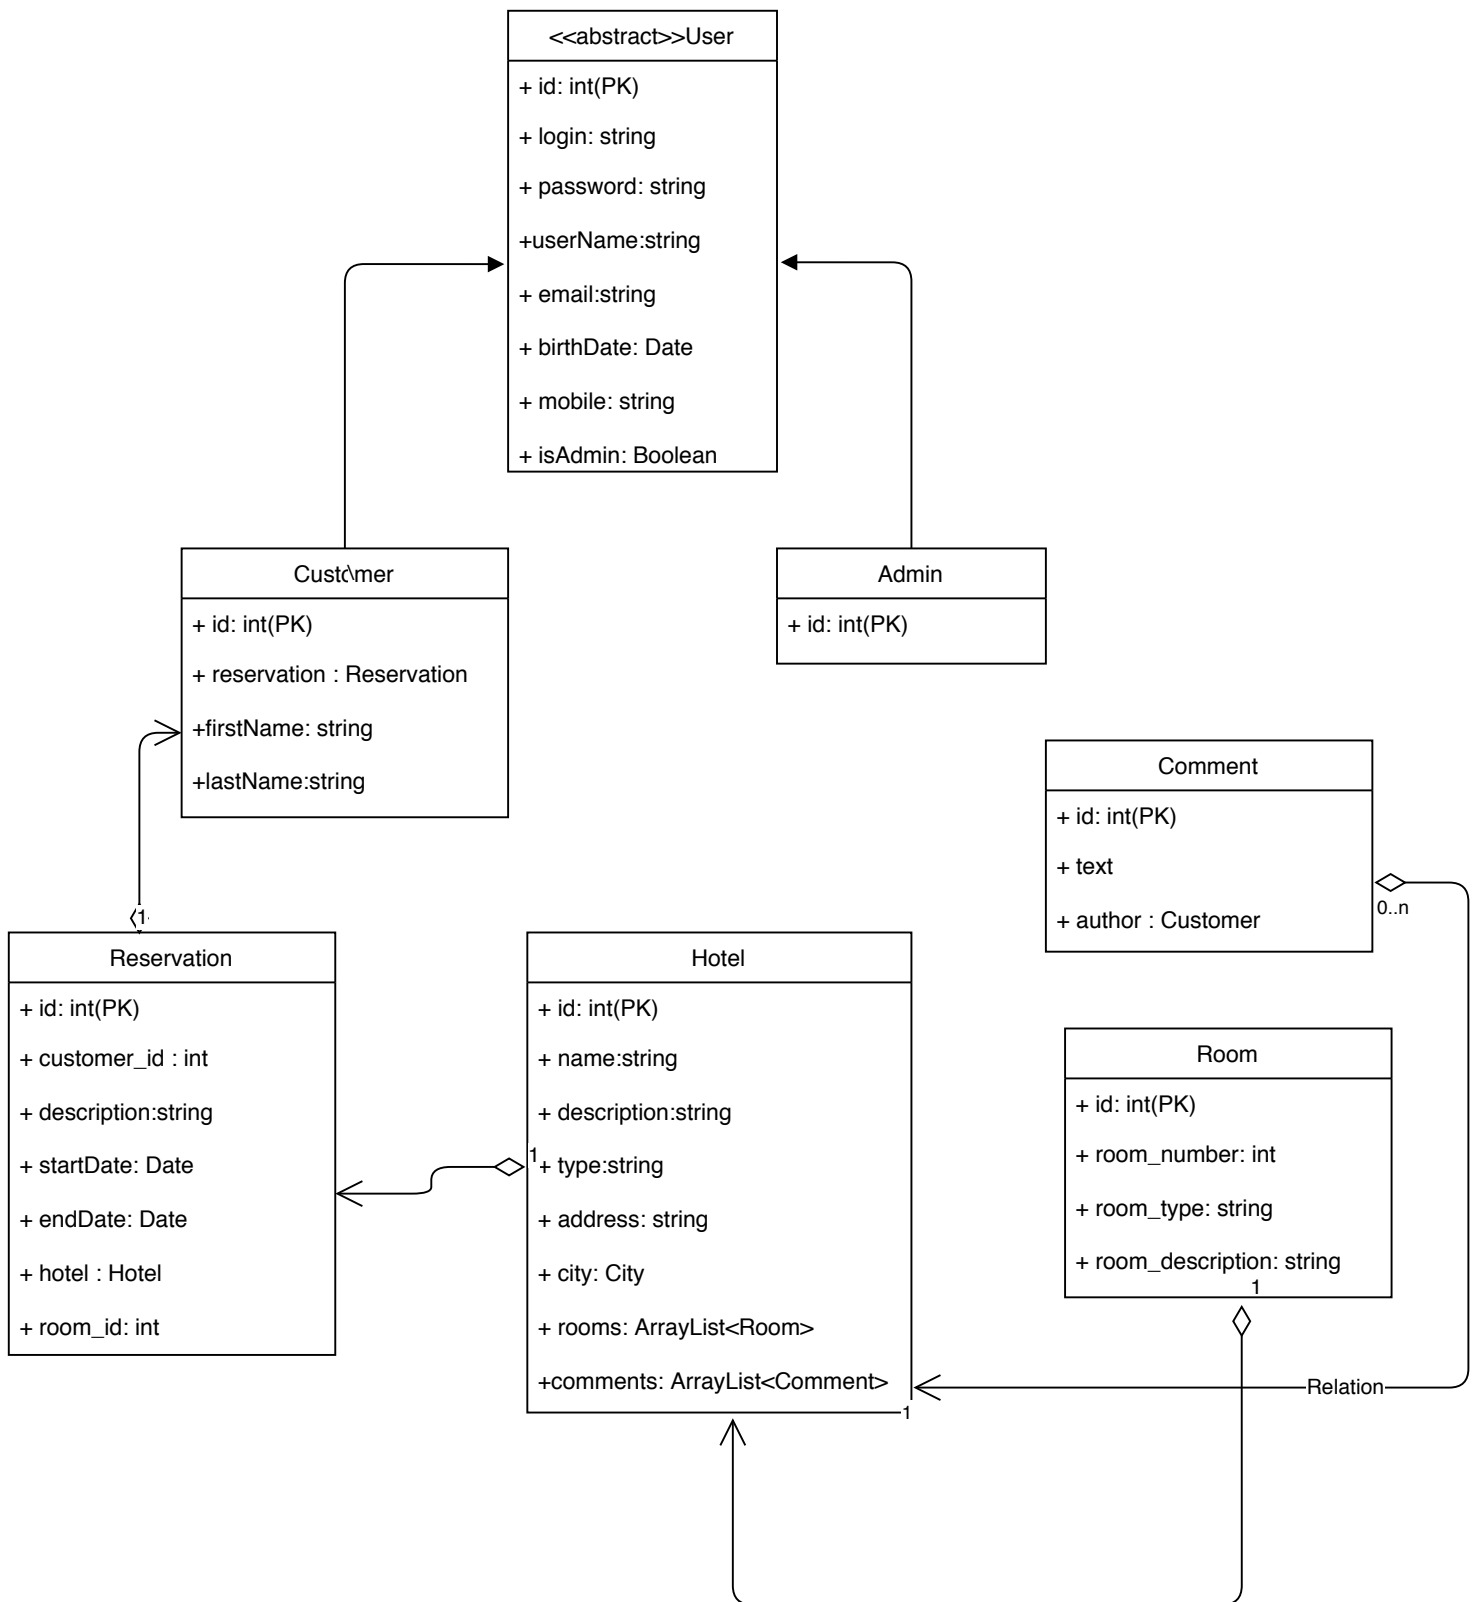 <<abstract>>User
+ id: int(PK)
+ login: string
+ password: string
+userName:string
+ email:string
+ birthDate: Date
+ mobile: string
+ isAdmin: Boolean
Customer
+ id: int(PK)
+ reservation : Reservation
+firstName: string
+lastName:string
Admin
+ id: int(PK)
Comment
+ id: int(PK)
+ text
+ author : Customer
0..n
1
Reservation
+ id: int(PK)
+ customer_id : int
+ description:string
+ startDate: Date
+ endDate: Date
+ hotel : Hotel
+ room_id: int
Hotel
+ id: int(PK)
+ name:string
+ description:string
1
+ type:string
+ address: string
+ city: City
+ rooms: ArrayList<Room>
+comments: ArrayList<Comment>
1
Room
+ id: int(PK)
+ room_number: int
+ room_type: string
+ room_description: string
1
Relation